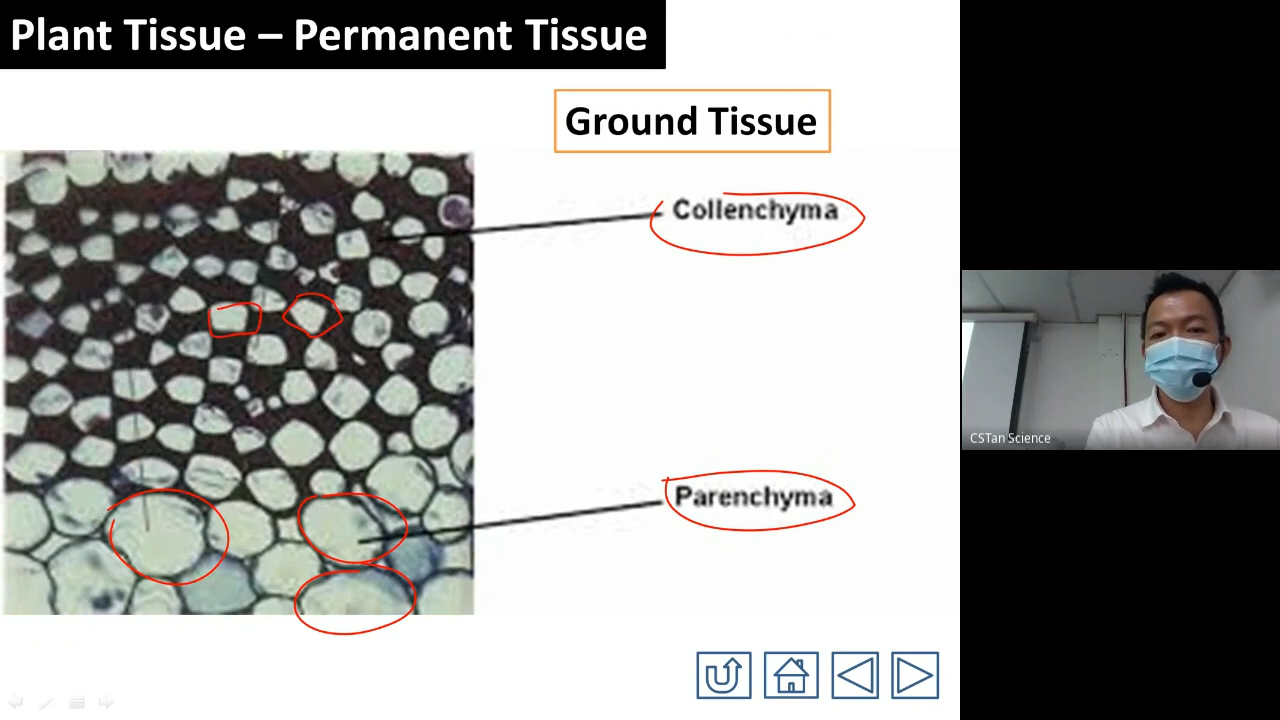 Plant Tissue – Permanent Tissue
Ground Tissue
Collenchyma
Parenchyma
CSTan Science